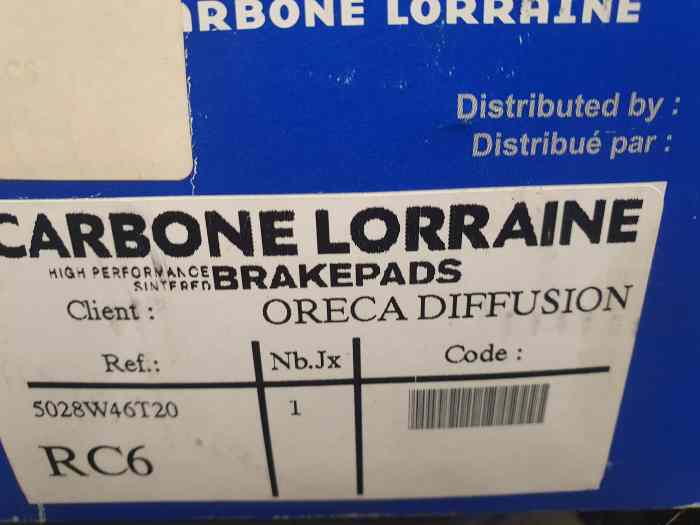 ARBONE LORRAINE
Distributed by :
Distribué par :
CARBONE LORRAINE
HIGH PERFORMANCE
SINTERED BRAKEPADS
Client : ORECA DIFFUSION
Ref.: Nb.Jx Code :
5028W46T20 1
RC6